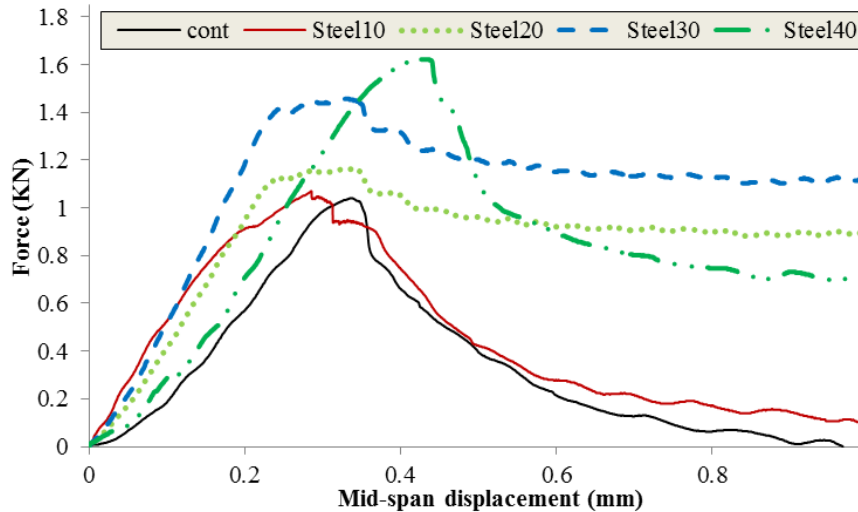 1.8
cont Steel10 Steel20 Steel30 Steel40
1.6
1.4
1.2
1
0.8
0.6
0.4
0.2
0
Force (KN)
0 0.2 0.4 0.6 0.8
Mid-span displacement (mm)